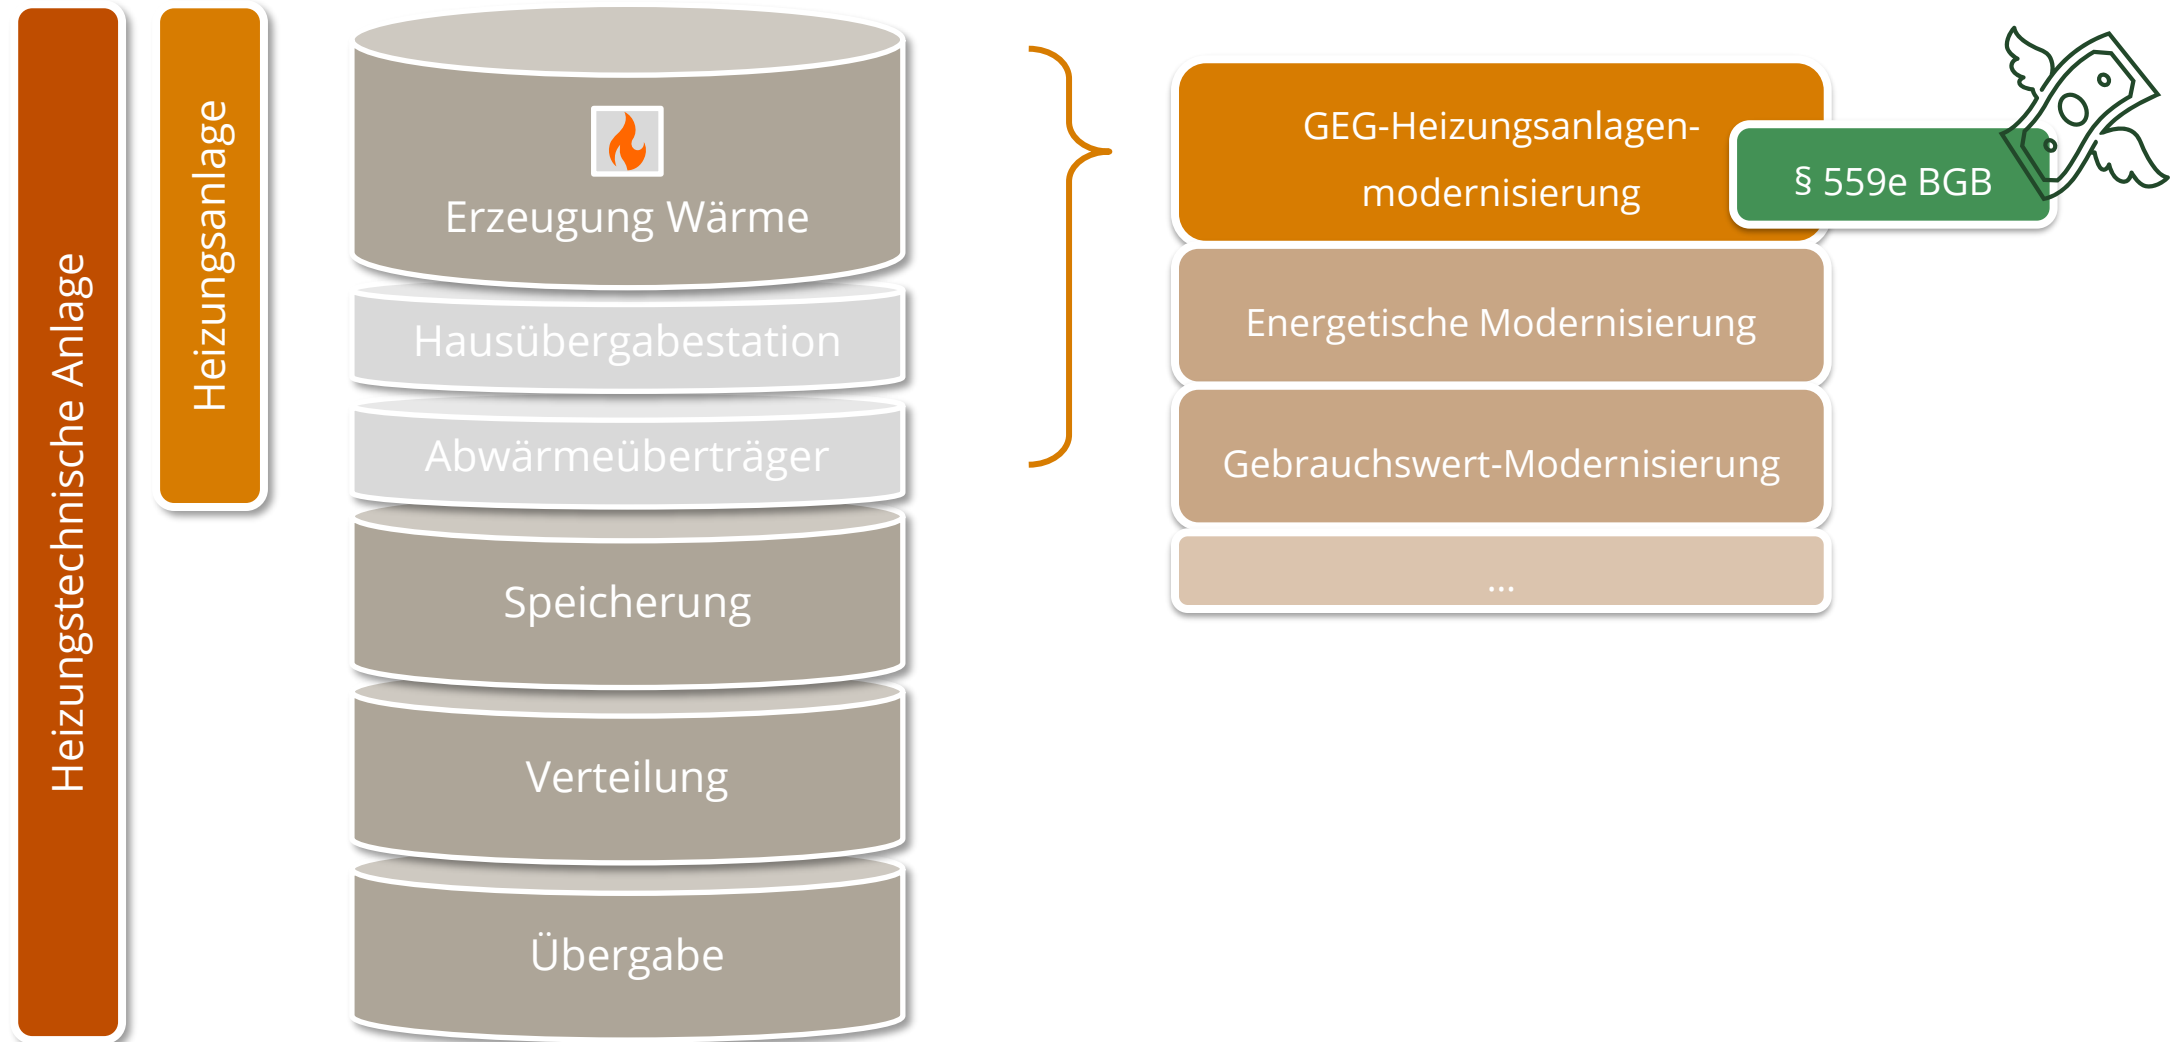 Heizungstechnische Anlage
Heizungsanlage
Erzeugung Wärme
Hausübergabestation
Abwärmeüberträger
Speicherung
Verteilung
Übergabe
GEG-Heizungsanlagen-
modernisierung
§ 559e BGB
Energetische Modernisierung
Gebrauchswert-Modernisierung
...